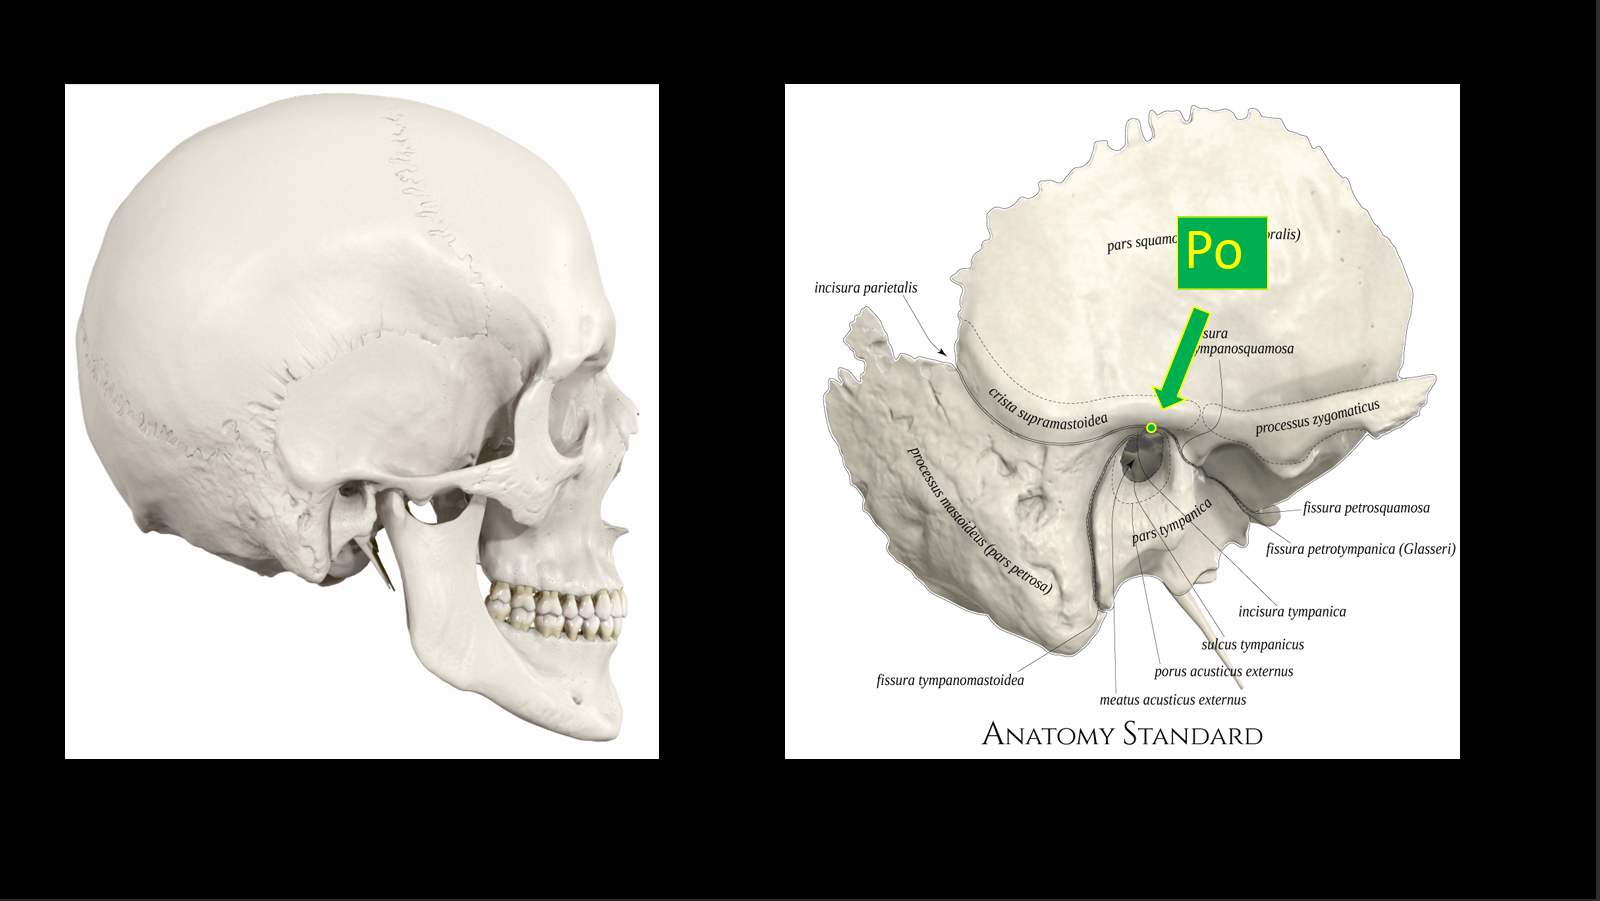 pars squamo
oralis)
Po
incisura parietalis
sura
ympanosquamosa
crista supramastoidea
processus zygomaticus
processus mastoideus (pars petrosa)
pars tympanica
fissura petrosquamosa
fissura petrotympanica (Glasseri)
incisura tympanica
sulcus tympanicus
porus acusticus externus
fissura tympanomastoidea
meatus acusticus externus
ANATOMY STANDARD